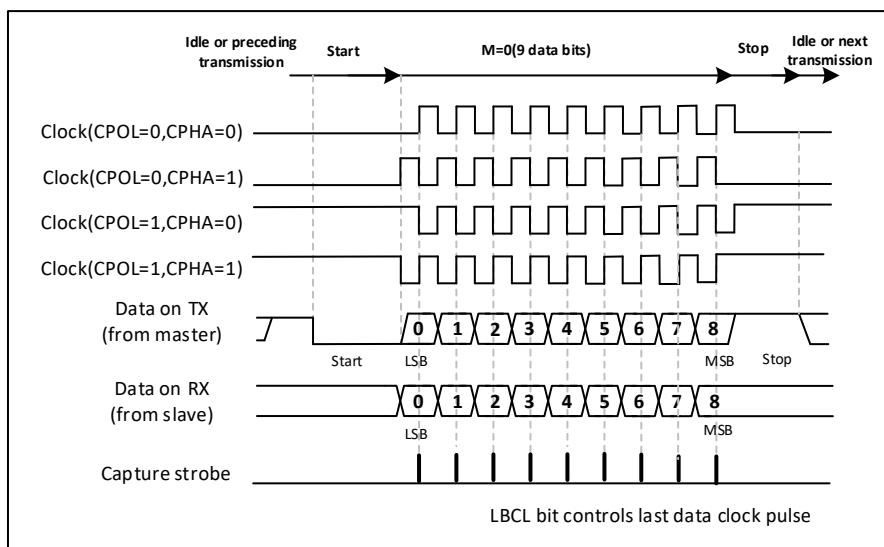 Idle or preceding
transmission
Start
M=0(9 data bits)
Stop
Idle or next
transmission
Clock(CPOL=0,CPHA=0)
Clock(CPOL=0,CPHA=1)
Clock(CPOL=1,CPHA=0)
Clock(CPOL=1,CPHA=1)
Data on TX
(from master)
0 1 2 3 4 5 6 7 8
Start
LSB
MSB
Stop
Data on RX
(from slave)
0 1 2 3 4 5 6 7 8
LSB
MSB
Capture strobe
LBCL bit controls last data clock pulse